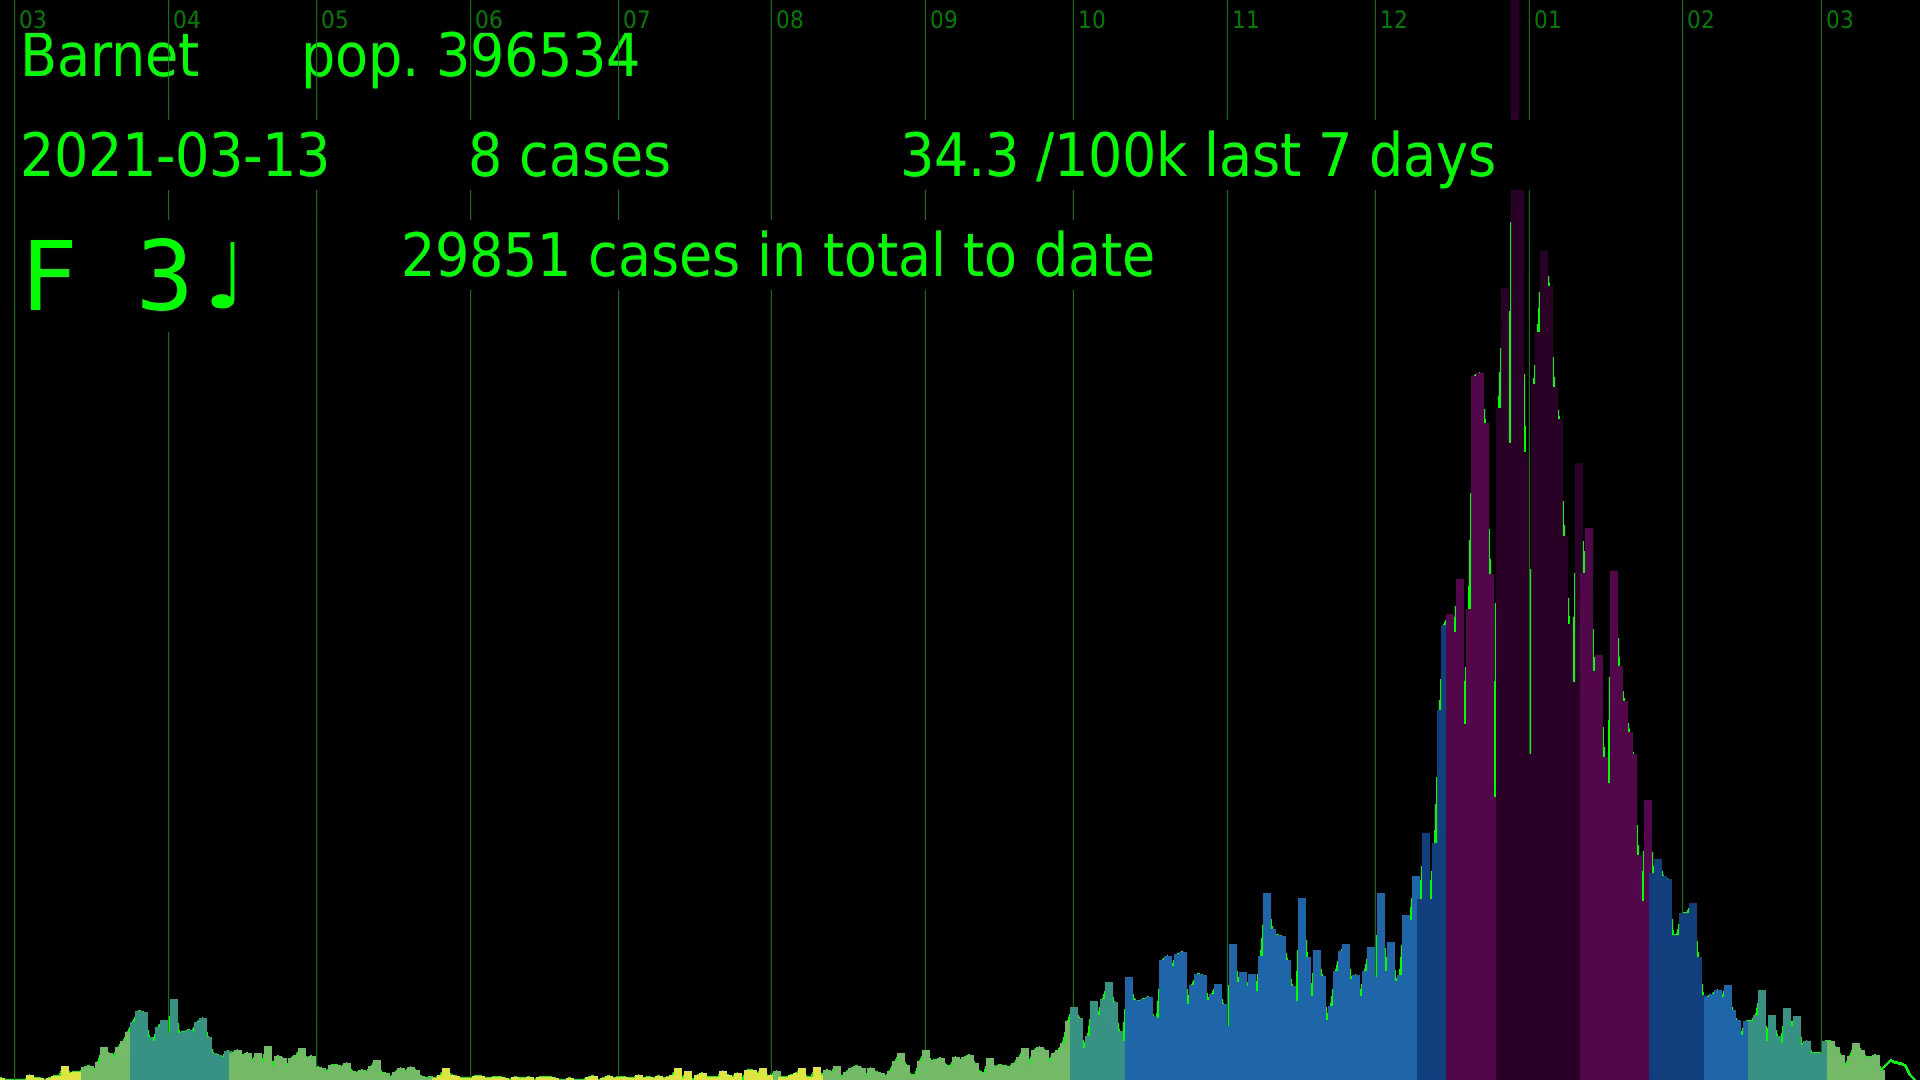 03 04 05 06 07 08 09 10 11 12 01 02 03
Barnet pop. 396534
2021-03-13 8 cases 34.3 /100k last 7 days
F 3♩ 29851 cases in total to date